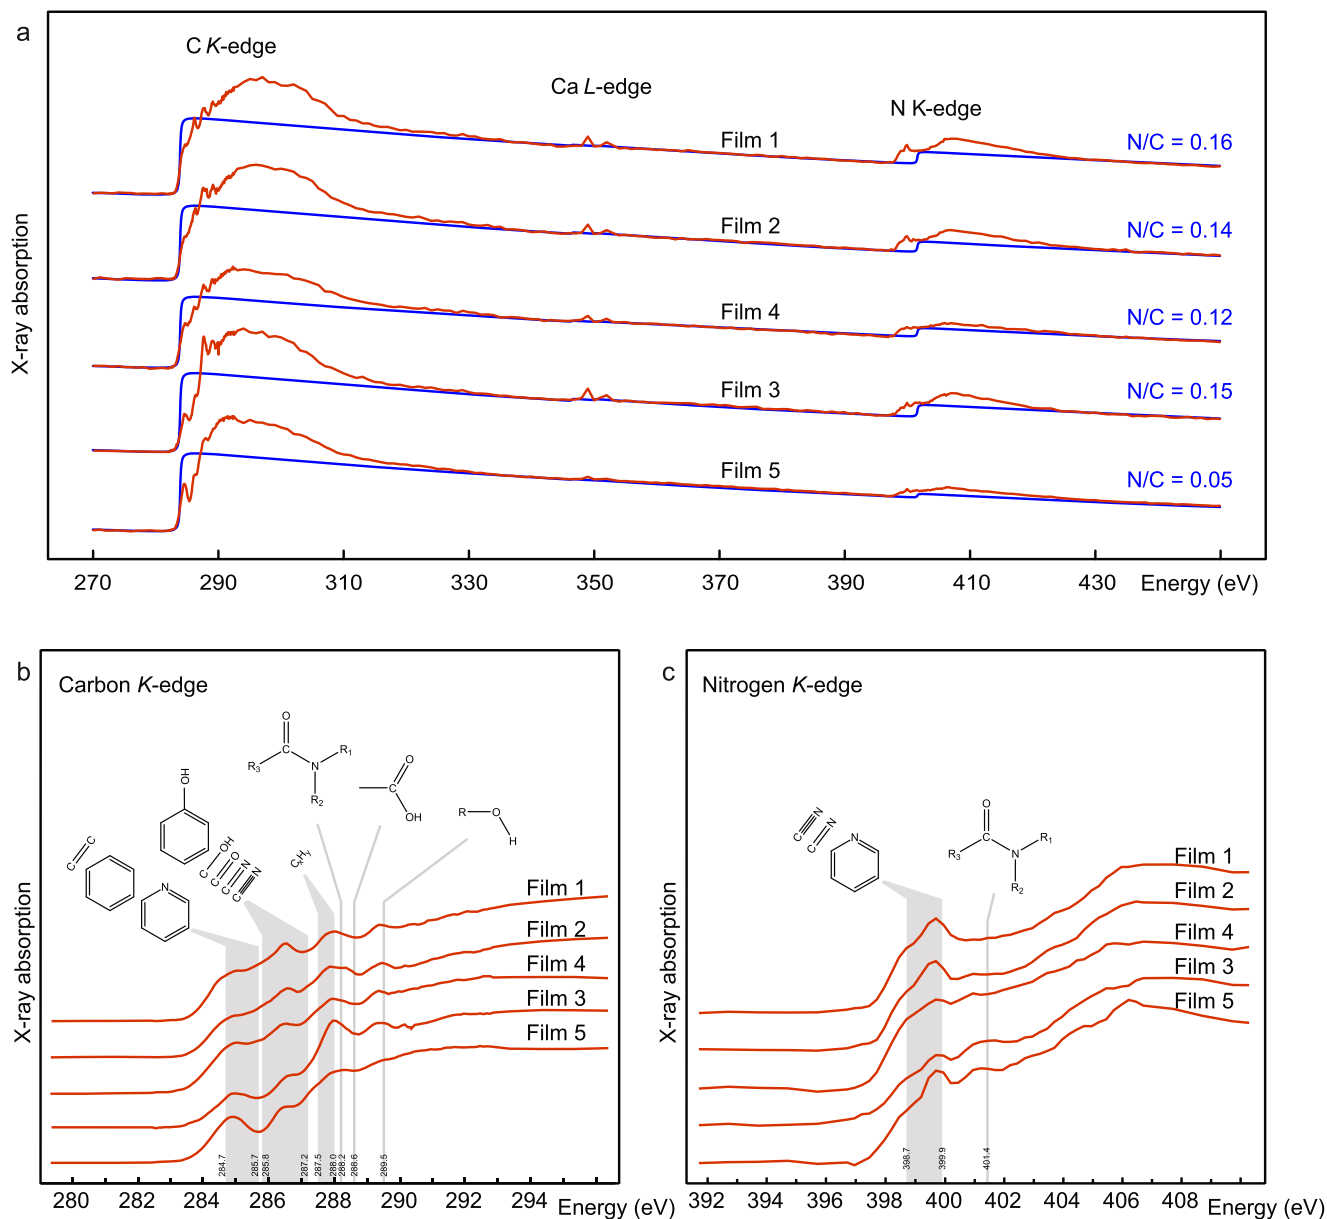 a
C K-edge
Ca L-edge
N K-edge
Film 1
N/C = 0.16
Film 2
N/C = 0.14
Film 4
N/C = 0.12
Film 3
N/C = 0.15
Film 5
N/C = 0.05
X-ray absorption
270 290 310 330 350 370 390 410 430 Energy (eV)
b
Carbon K-edge
O
C
R3
N
R1
R2
O
C
OH
R
O
H
OH
C
C
N
C
OH
C
O
C
N
C
N
CxHy
Film 1
Film 2
Film 4
Film 3
Film 5
X-ray absorption
284.7 285.7 285.8 287.2 287.5 288.0 288.2 288.6 289.5
280 282 284 286 288 290 292 294 Energy (eV)
c
Nitrogen K-edge
C
N
C
N
N
O
C
R3
N
R1
R2
Film 1
Film 2
Film 4
Film 3
Film 5
X-ray absorption
398.7 399.9 401.4
392 394 396 398 400 402 404 406 408 Energy (eV)